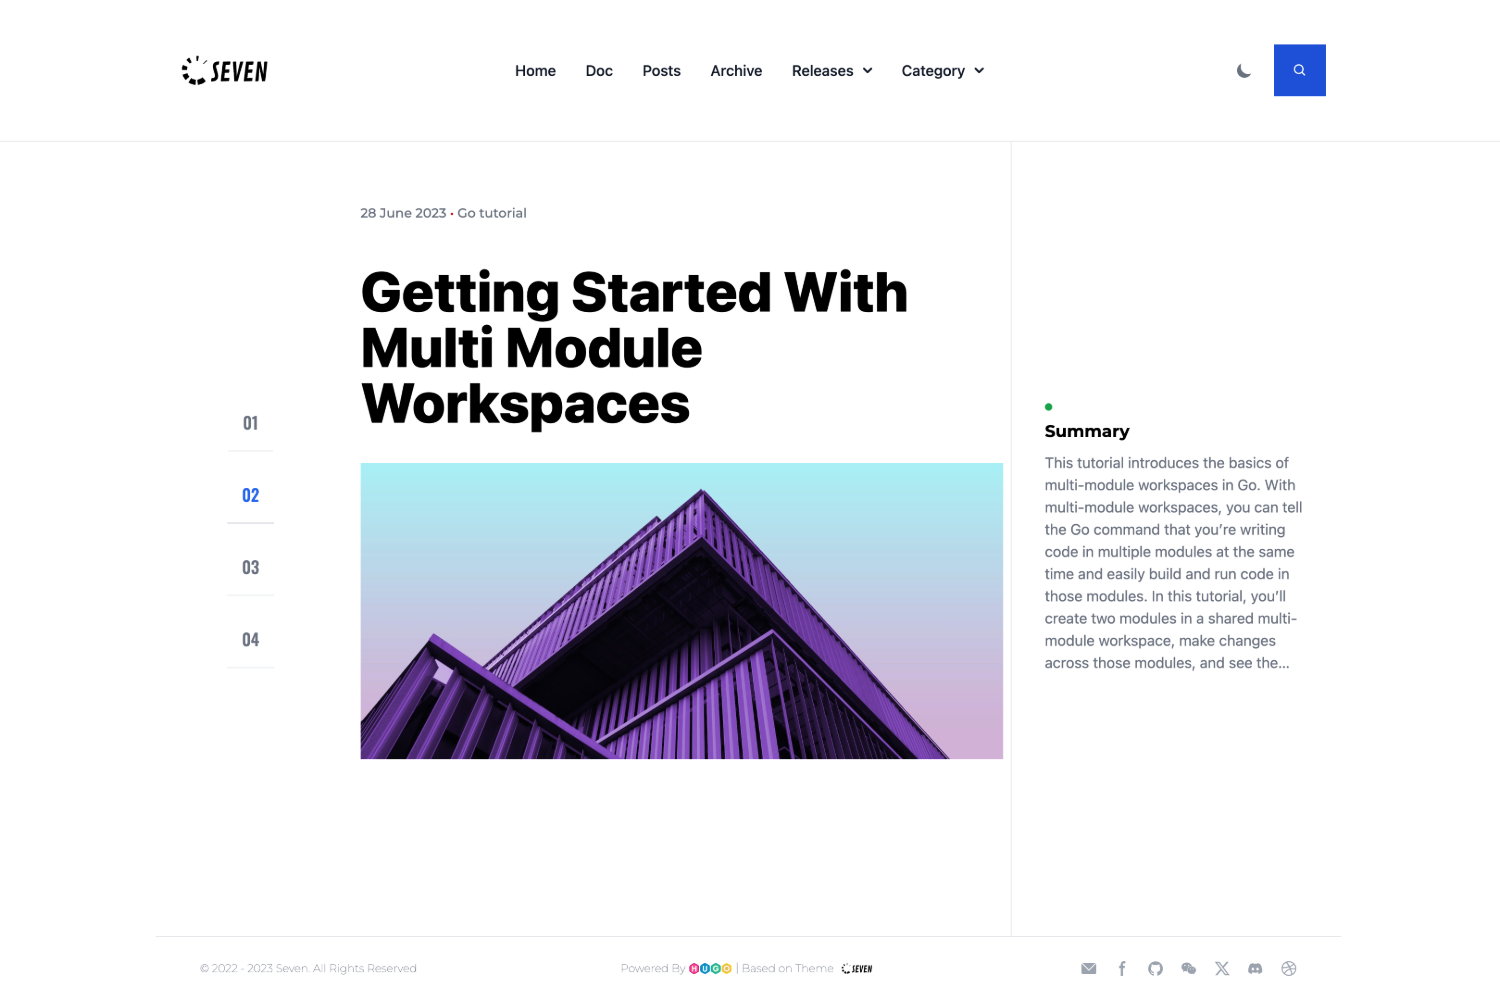 SEVEN
Home Doc Posts Archive Releases Category
28 June 2023 • Go tutorial
Getting Started With
Multi Module
Workspaces
01
02
03
04
Summary
This tutorial introduces the basics of
multi-module workspaces in Go. With
multi-module workspaces, you can tell
the Go command that you’re writing
code in multiple modules at the same
time and easily build and run code in
those modules. In this tutorial, you’ll
create two modules in a shared multi-
module workspace, make changes
across those modules, and see the...
© 2022 - 2023 Seven. All Rights Reserved
Powered By HUGO | Based on Theme SEVEN